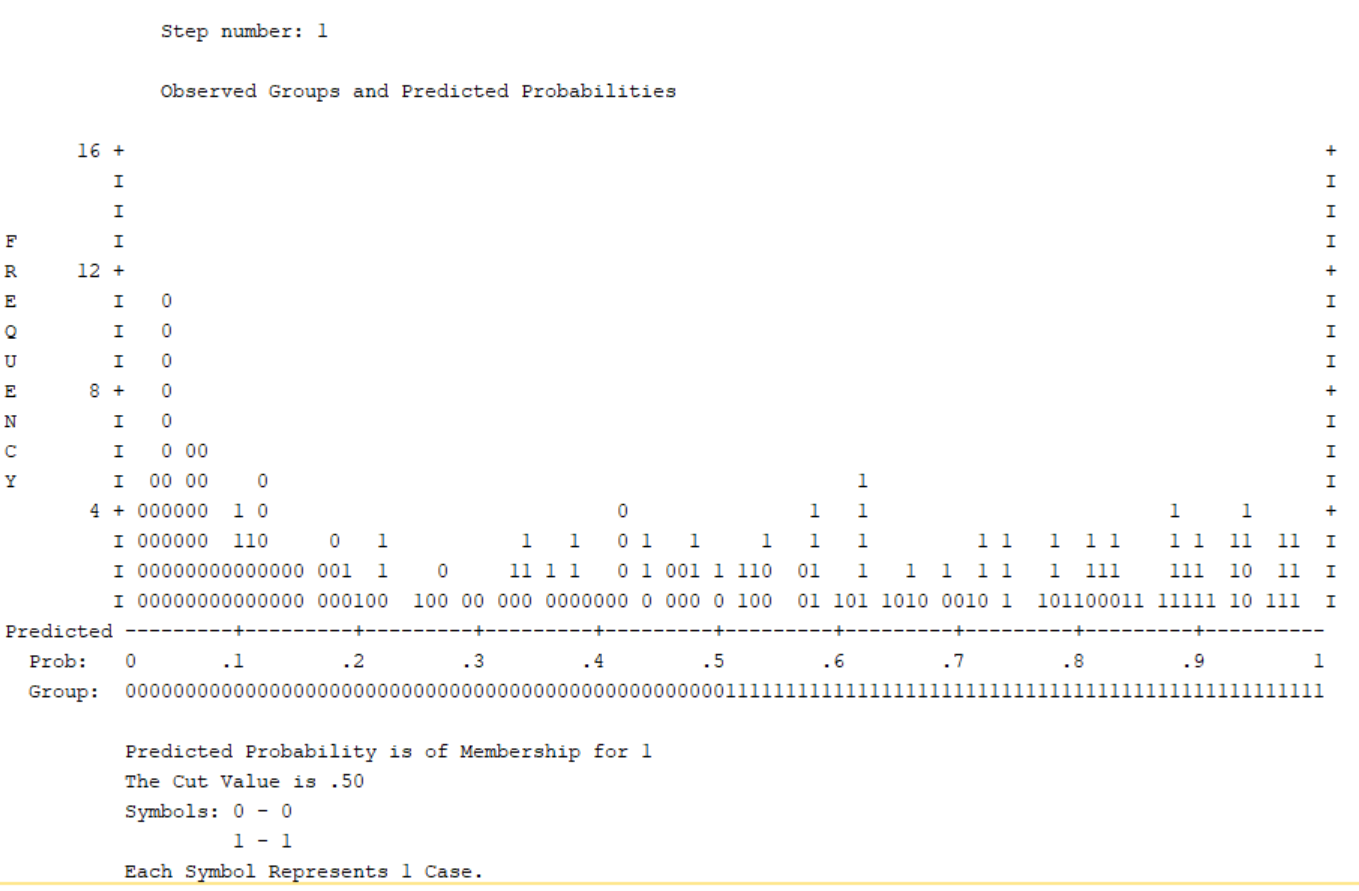 Step number: 1
             Observed Groups and Predicted Probabilities
      16 +                                                                                                    +
         I                                                                                                    I
         I                                                                                                    I
F        I                                                                                                    I
R     12 +                                                                                                    +
E        I   0                                                                                                I
Q        I   0                                                                                                I
U        I   0                                                                                                I
E      8 +   0                                                                                                +
N        I   0                                                                                                I
C        I   0 00                                                                                             I
Y        I  00 00    0                                                 1                                      I
       4 + 000000  1 0                             0               1   1                         1     1      +
         I 000000  110     0   1           1   1   0 1   1     1   1   1         1 1   1  1 1    1 1  11  11  I
         I 00000000000000 001  1    0     11 1 1   0 1 001 1 110  01   1   1  1  1 1   1  111    111  10  11  I
         I 00000000000000 000100  100 00 000 0000000 0 000 0 100  01 101 1010 0010 1  101100011 11111 10 111  I
Predicted ---------+---------+---------+---------+---------+---------+---------+---------+---------+----------
  Prob:   0       .1        .2        .3        .4        .5        .6        .7        .8        .9         1
  Group:  0000000000000000000000000000000000000000000000000011111111111111111111111111111111111111111111111111
          Predicted Probability is of Membership for 1
          The Cut Value is .50
          Symbols: 0 - 0
                   1 - 1
          Each Symbol Represents 1 Case.